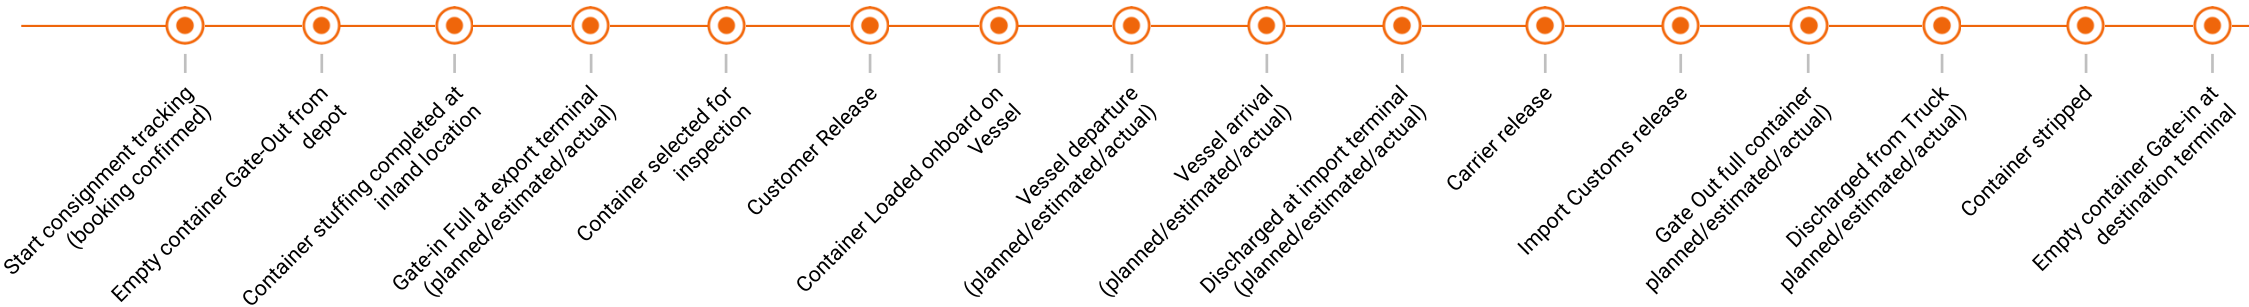 Start consignment tracking
(booking confirmed)
Empty container Gate-Out from
depot
Container stuffing completed at
inland location
Gate-in Full at export terminal
(planned/estimated/actual)
Container selected for
inspection
Customer Release
Container Loaded onboard on
Vessel
Vessel departure
(planned/estimated/actual)
Vessel arrival
(planned/estimated/actual)
Discharged at import terminal
(planned/estimated/actual)
Carrier release
Import Customs release
Gate Out full container
planned/estimated/actual)
Discharged from Truck
planned/estimated/actual)
Container stripped
Empty container Gate-in at
destination terminal